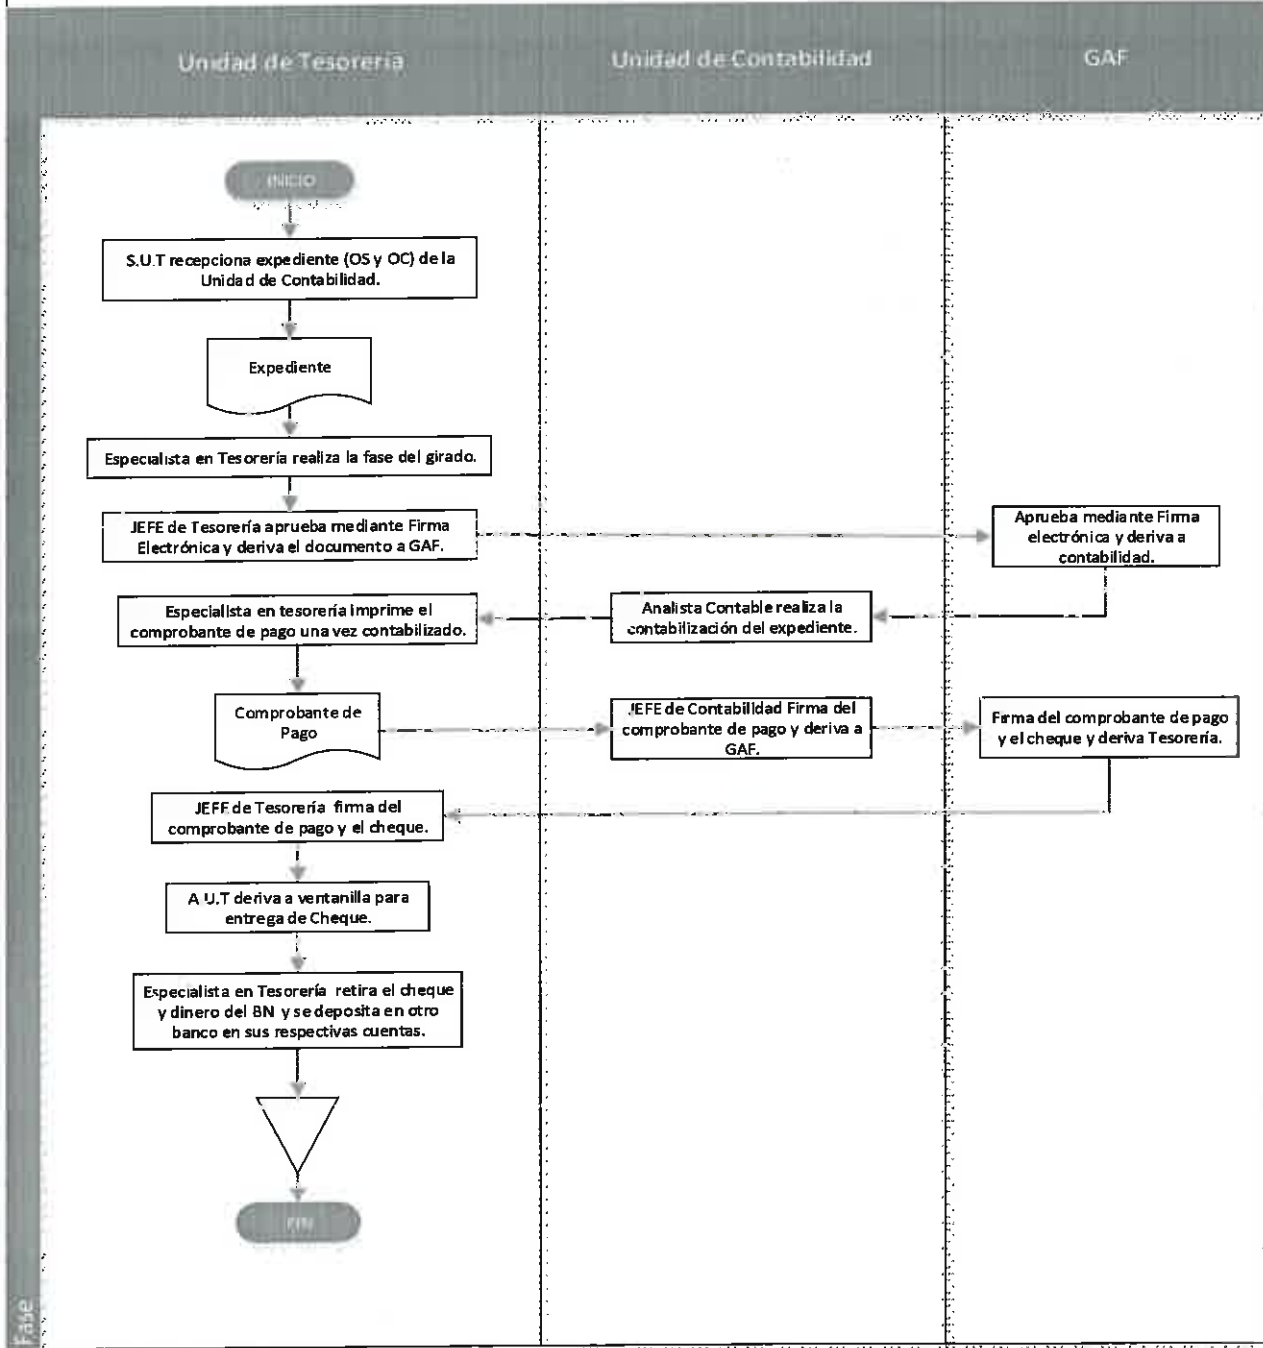 Unidad de Tesorería
Unidad de Contabilidad
GAF
INICIO
S.U.T recepciona expediente (OS y OC) de la
Unidad de Contabilidad.
Expediente
Especialista en Tesorería realiza la fase del girado.
JEFE de Tesorería aprueba mediante Firma
Electrónica y deriva el documento a GAF.
Aprueba mediante Firma
electrónica y deriva a
contabilidad.
Especialista en tesorería imprime el
comprobante de pago una vez contabilizado.
Analista Contable realiza la
contabilización del expediente.
Comprobante de
Pago
JEFE de Contabilidad Firma del
comprobante de pago y deriva a
GAF.
Firma del comprobante de pago
y el cheque y deriva Tesorería.
JEFE de Tesorería firma del
comprobante de pago y el cheque.
A U.T deriva a ventanilla para
entrega de Cheque.
Especialista en Tesorería retira el cheque
y dinero del BN y se deposita en otro
banco en sus respectivas cuentas.
FIN
Fase